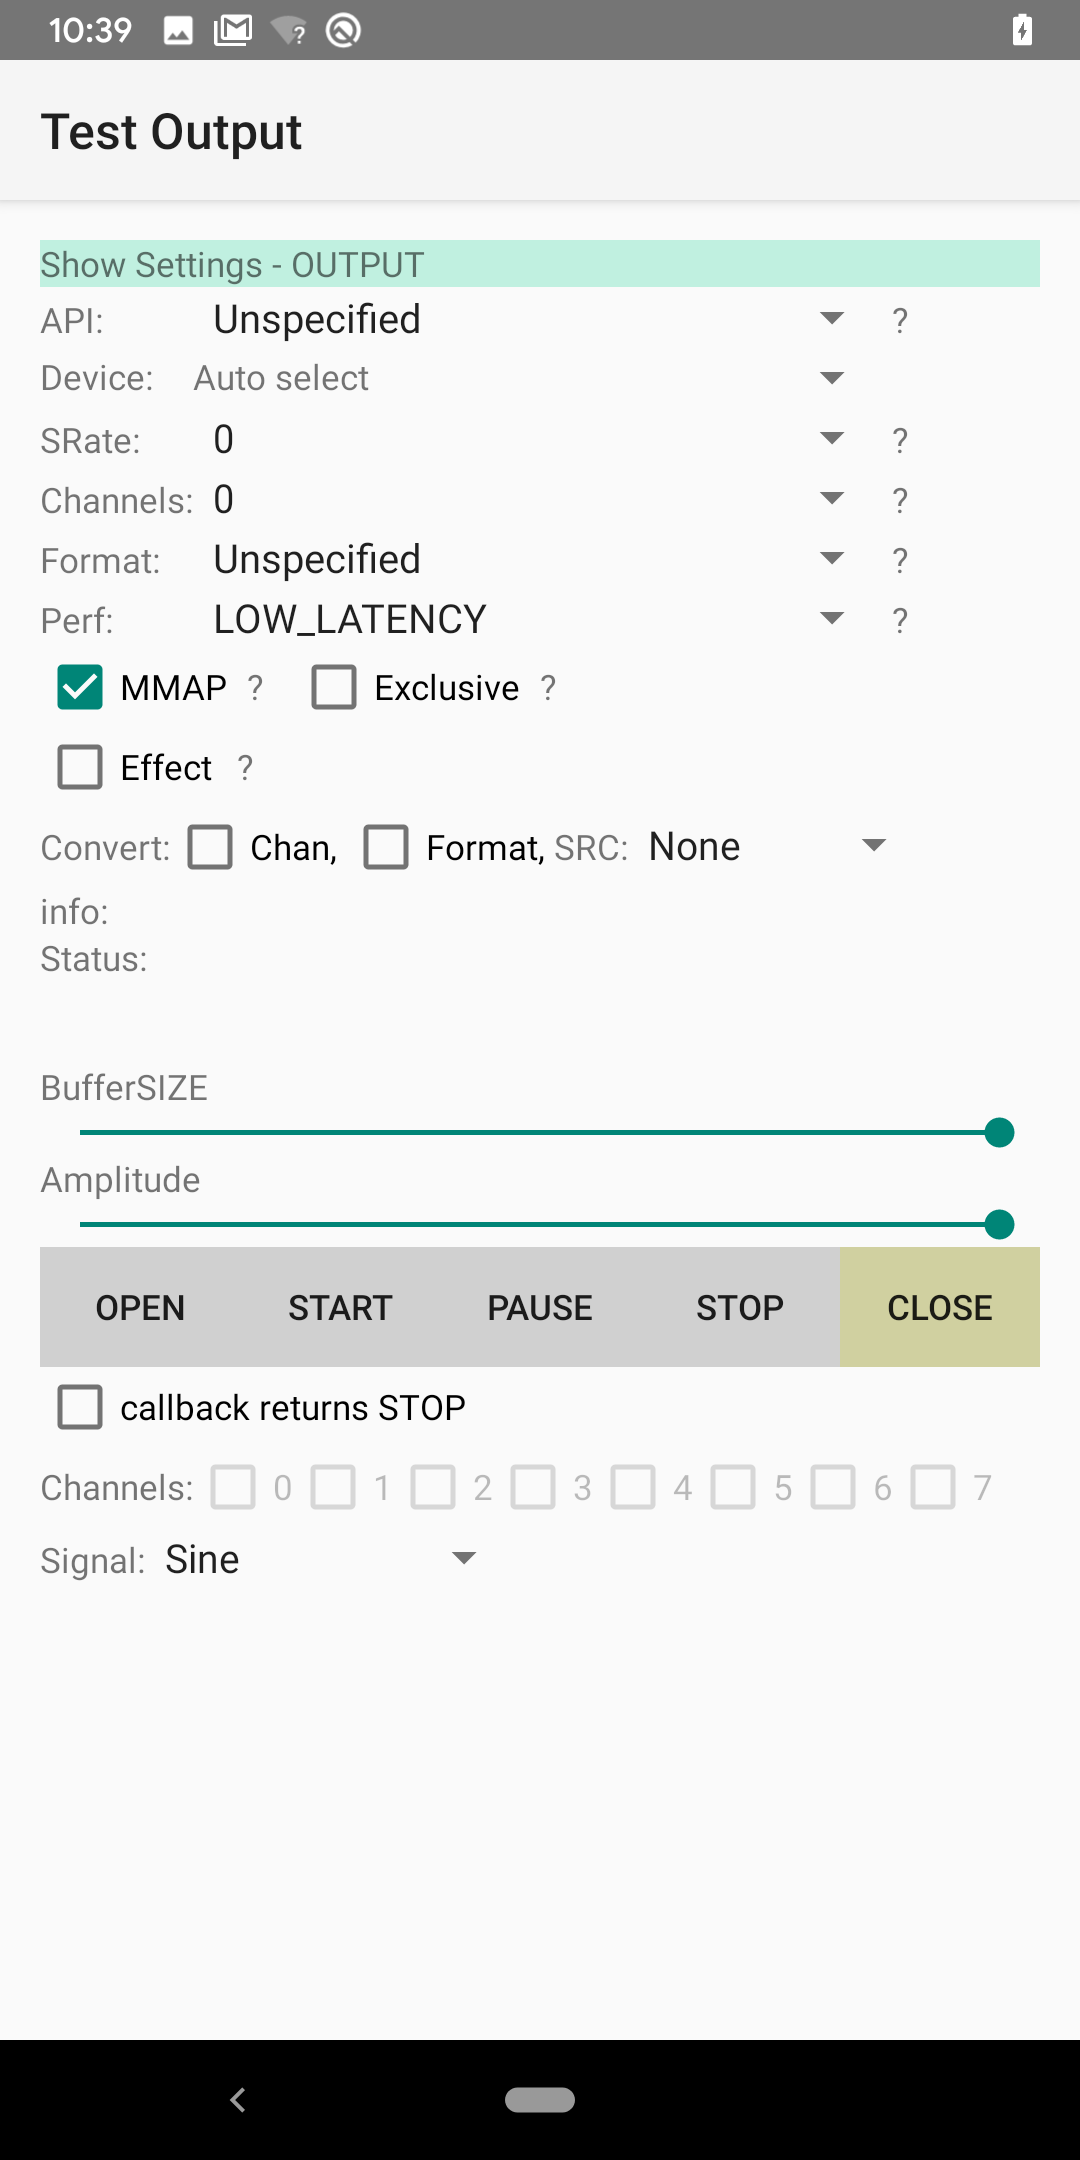 10:39
Test Output
Show Settings - OUTPUT
API: Unspecified ?
Device: Auto select
SRate: 0 ?
Channels: 0 ?
Format: Unspecified ?
Perf: LOW_LATENCY ?
MMAP ? Exclusive ?
Effect ?
Convert: Chan, Format, SRC: None
info:
Status:
BufferSIZE
Amplitude
OPEN START PAUSE STOP CLOSE
callback returns STOP
Channels: 0 1 2 3 4 5 6 7
Signal: Sine